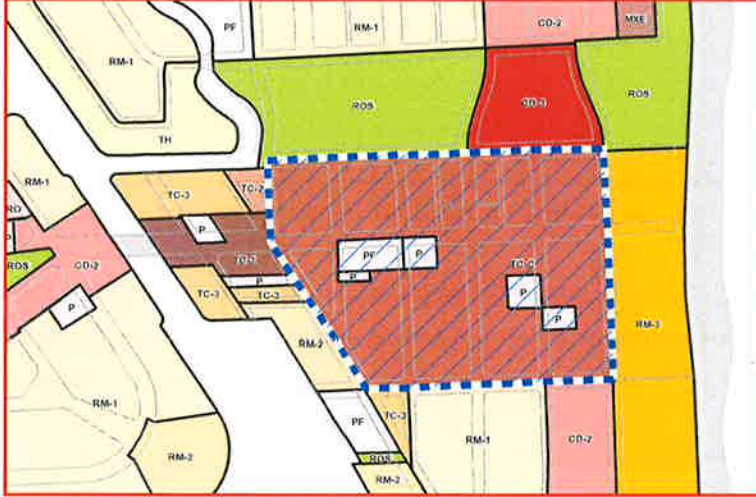 PF
RM-1
CD-2
MXE
RM-1
ROS
CD-3
ROS
TH
RM-1
TC-3
TC-2
RO
P
P
PF
P
ROS
CD-2
TC-3
P
TC-C
P
TC-3
TC-3
P
P
RM-3
RM-2
RM-1
PF
TC-3
RM-1
CD-2
RM-2
ROS
RM-2